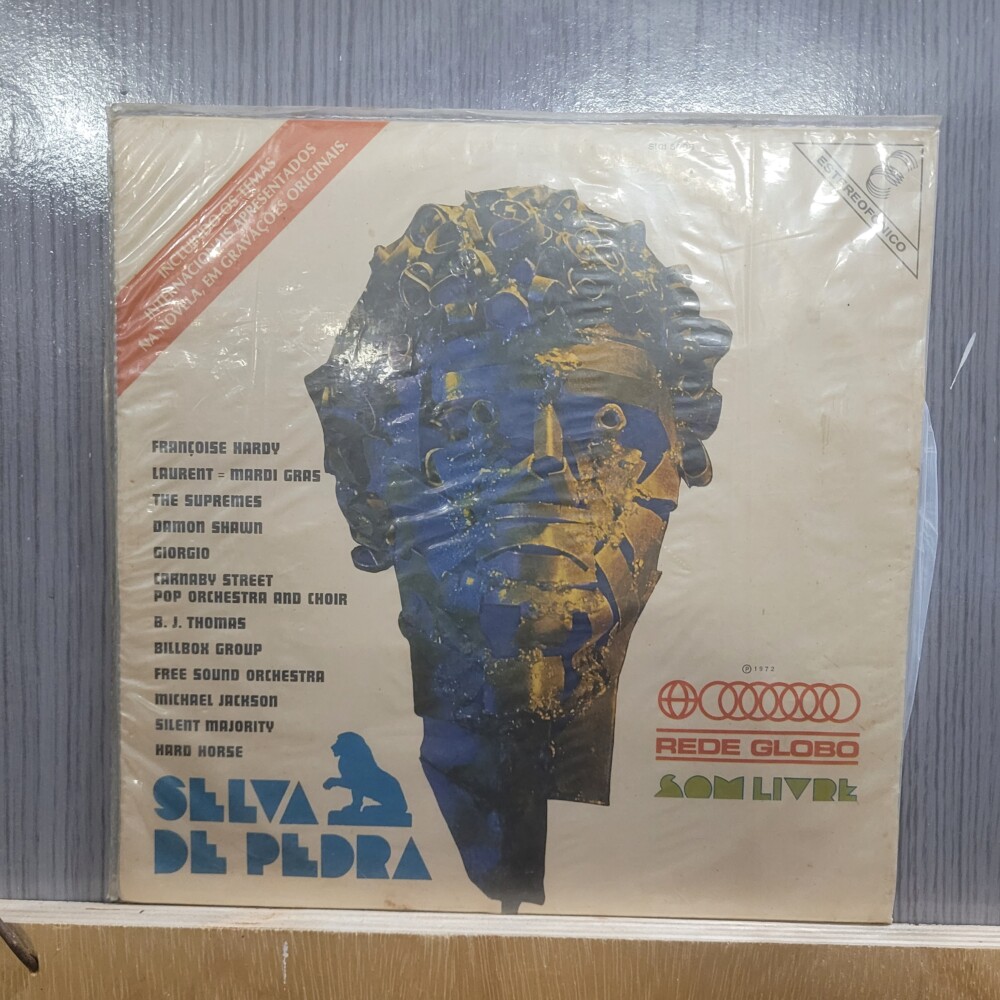 INCLUINDO OS TEMAS
INTERNACIONAIS APRESENTADOS
NA NOVELA, EM GRAVAÇÕES ORIGINAIS.
ESTEREOFÔNICO
FRANÇOISE HARDY
LAURENT = MARDI GRAS
THE SUPREMES
DAMON SHAWN
GIORGIO
CARNABY STREET
POP ORCHESTRA AND CHOIR
B. J. THOMAS
BILLBOX GROUP
FREE SOUND ORCHESTRA
MICHAEL JACKSON
SILENT MAJORITY
HARD HORSE
SELVA
DE PEDRA
℗ 1972
REDE GLOBO
SOM LIVRE